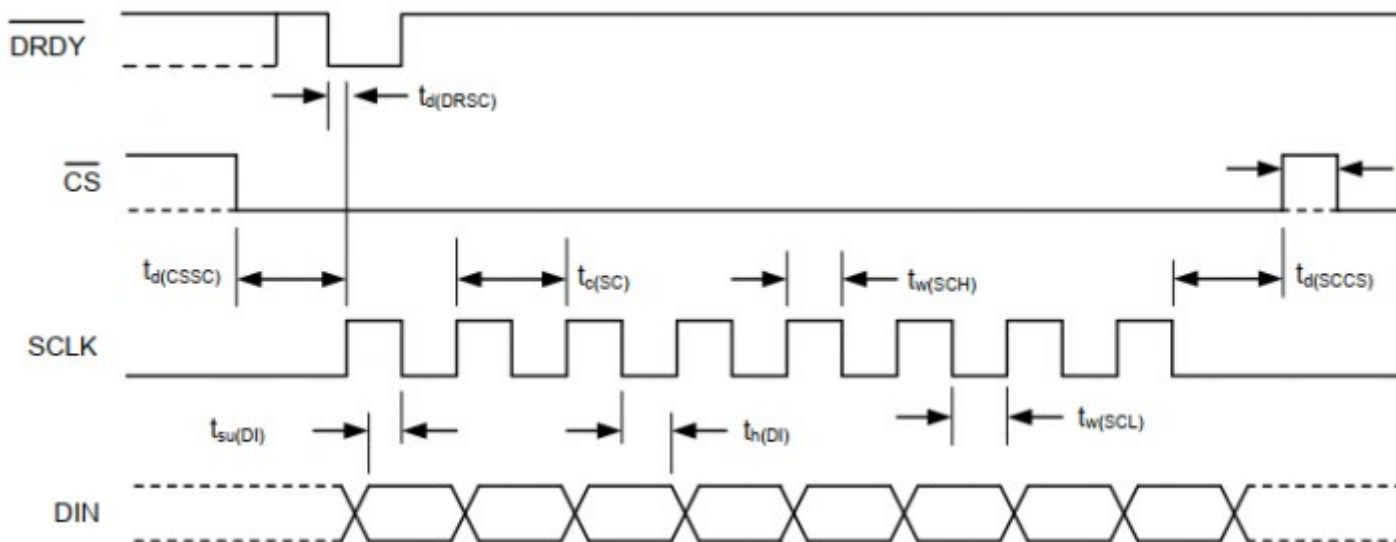 DRDY
td(DRSC)
CS
td(CSSC)
tc(SC)
tw(SCH)
td(SCCS)
SCLK
tsu(DI)
th(DI)
tw(SCL)
DIN